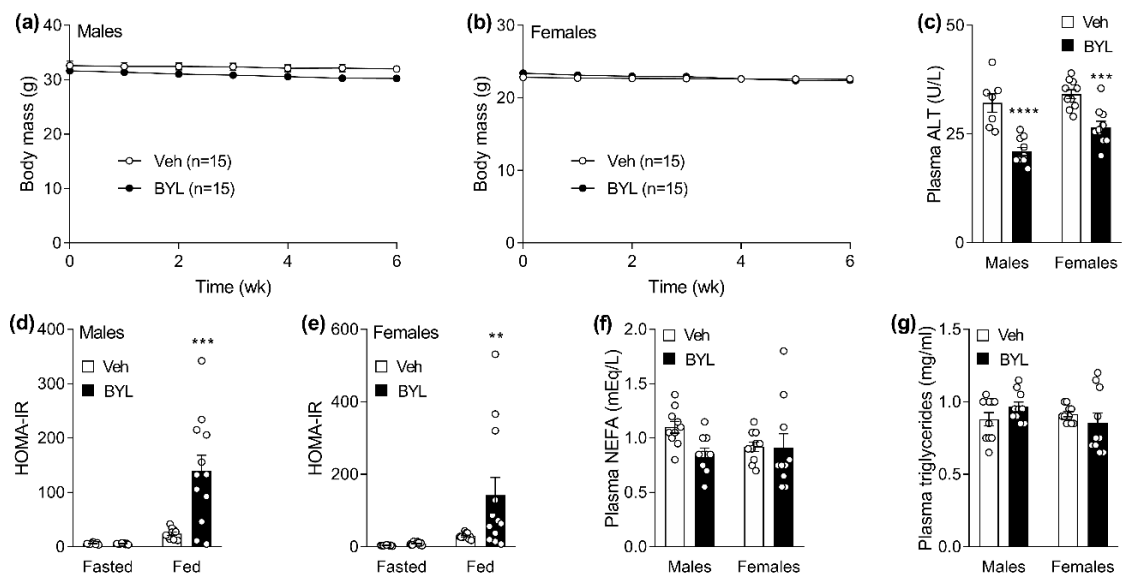 (a)
Males
40
30
20
10
0
Body mass (g)
Veh (n=15)
BYL (n=15)
0 2 4 6
Time (wk)
(b)
Females
30
20
10
0
Body mass (g)
Veh (n=15)
BYL (n=15)
0 2 4 6
Time (wk)
(c)
Veh
BYL
50
25
0
Plasma ALT (U/L)
****
***
Males Females
(d)
Males
Veh
BYL
400
300
200
100
0
HOMA-IR
***
Fasted Fed
(e)
Females
Veh
BYL
600
400
200
0
HOMA-IR
**
Fasted Fed
(f)
Veh
BYL
2.0
1.5
1.0
0.5
0.0
Plasma NEFA (mEq/L)
Males Females
(g)
Veh
BYL
1.5
1.0
0.5
0.0
Plasma triglycerides (mg/ml)
Males Females